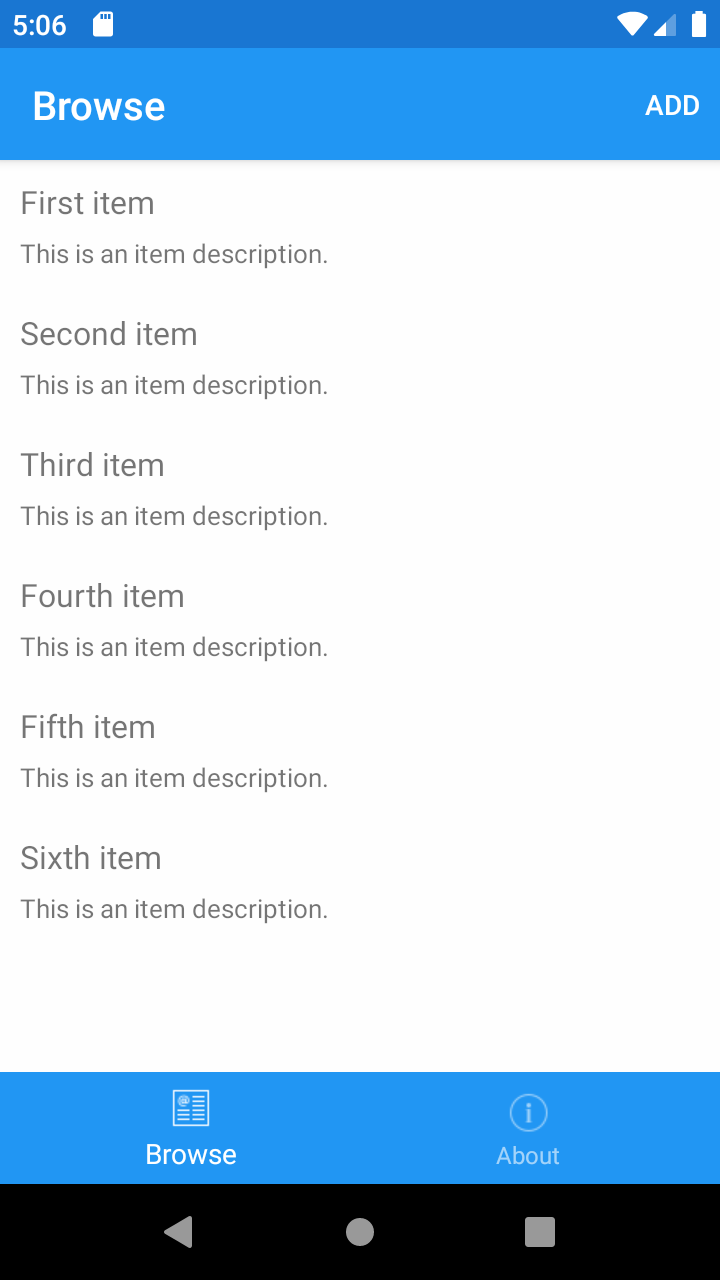 5:06
Browse
ADD
First item
This is an item description.
Second item
This is an item description.
Third item
This is an item description.
Fourth item
This is an item description.
Fifth item
This is an item description.
Sixth item
This is an item description.
Browse
About